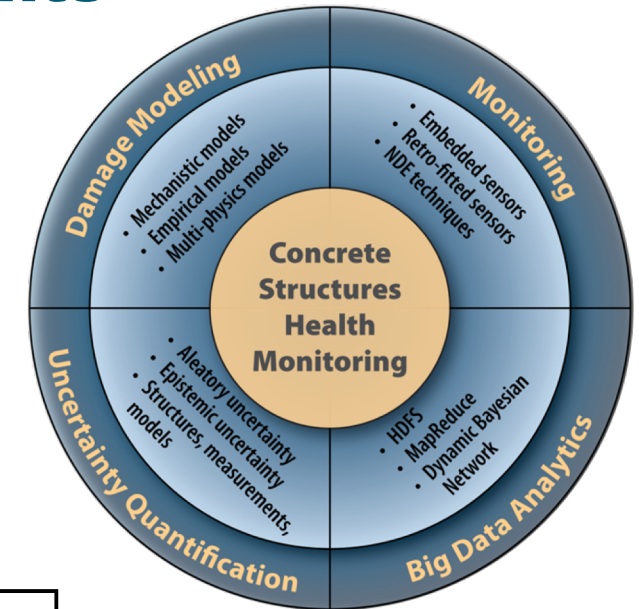 Damage Modeling
• Mechanistic models
• Empirical models
• Multi-physics models
Monitoring
• Embedded sensors
• Retro-fitted sensors
• NDE techniques
Concrete
Structures
Health
Monitoring
Uncertainty Quantification
• Aleatory uncertainty
• Epistemic uncertainty
• Structures, measurements,
models
Big Data Analytics
• HDFS
• MapReduce
• Dynamic Bayesian
Network